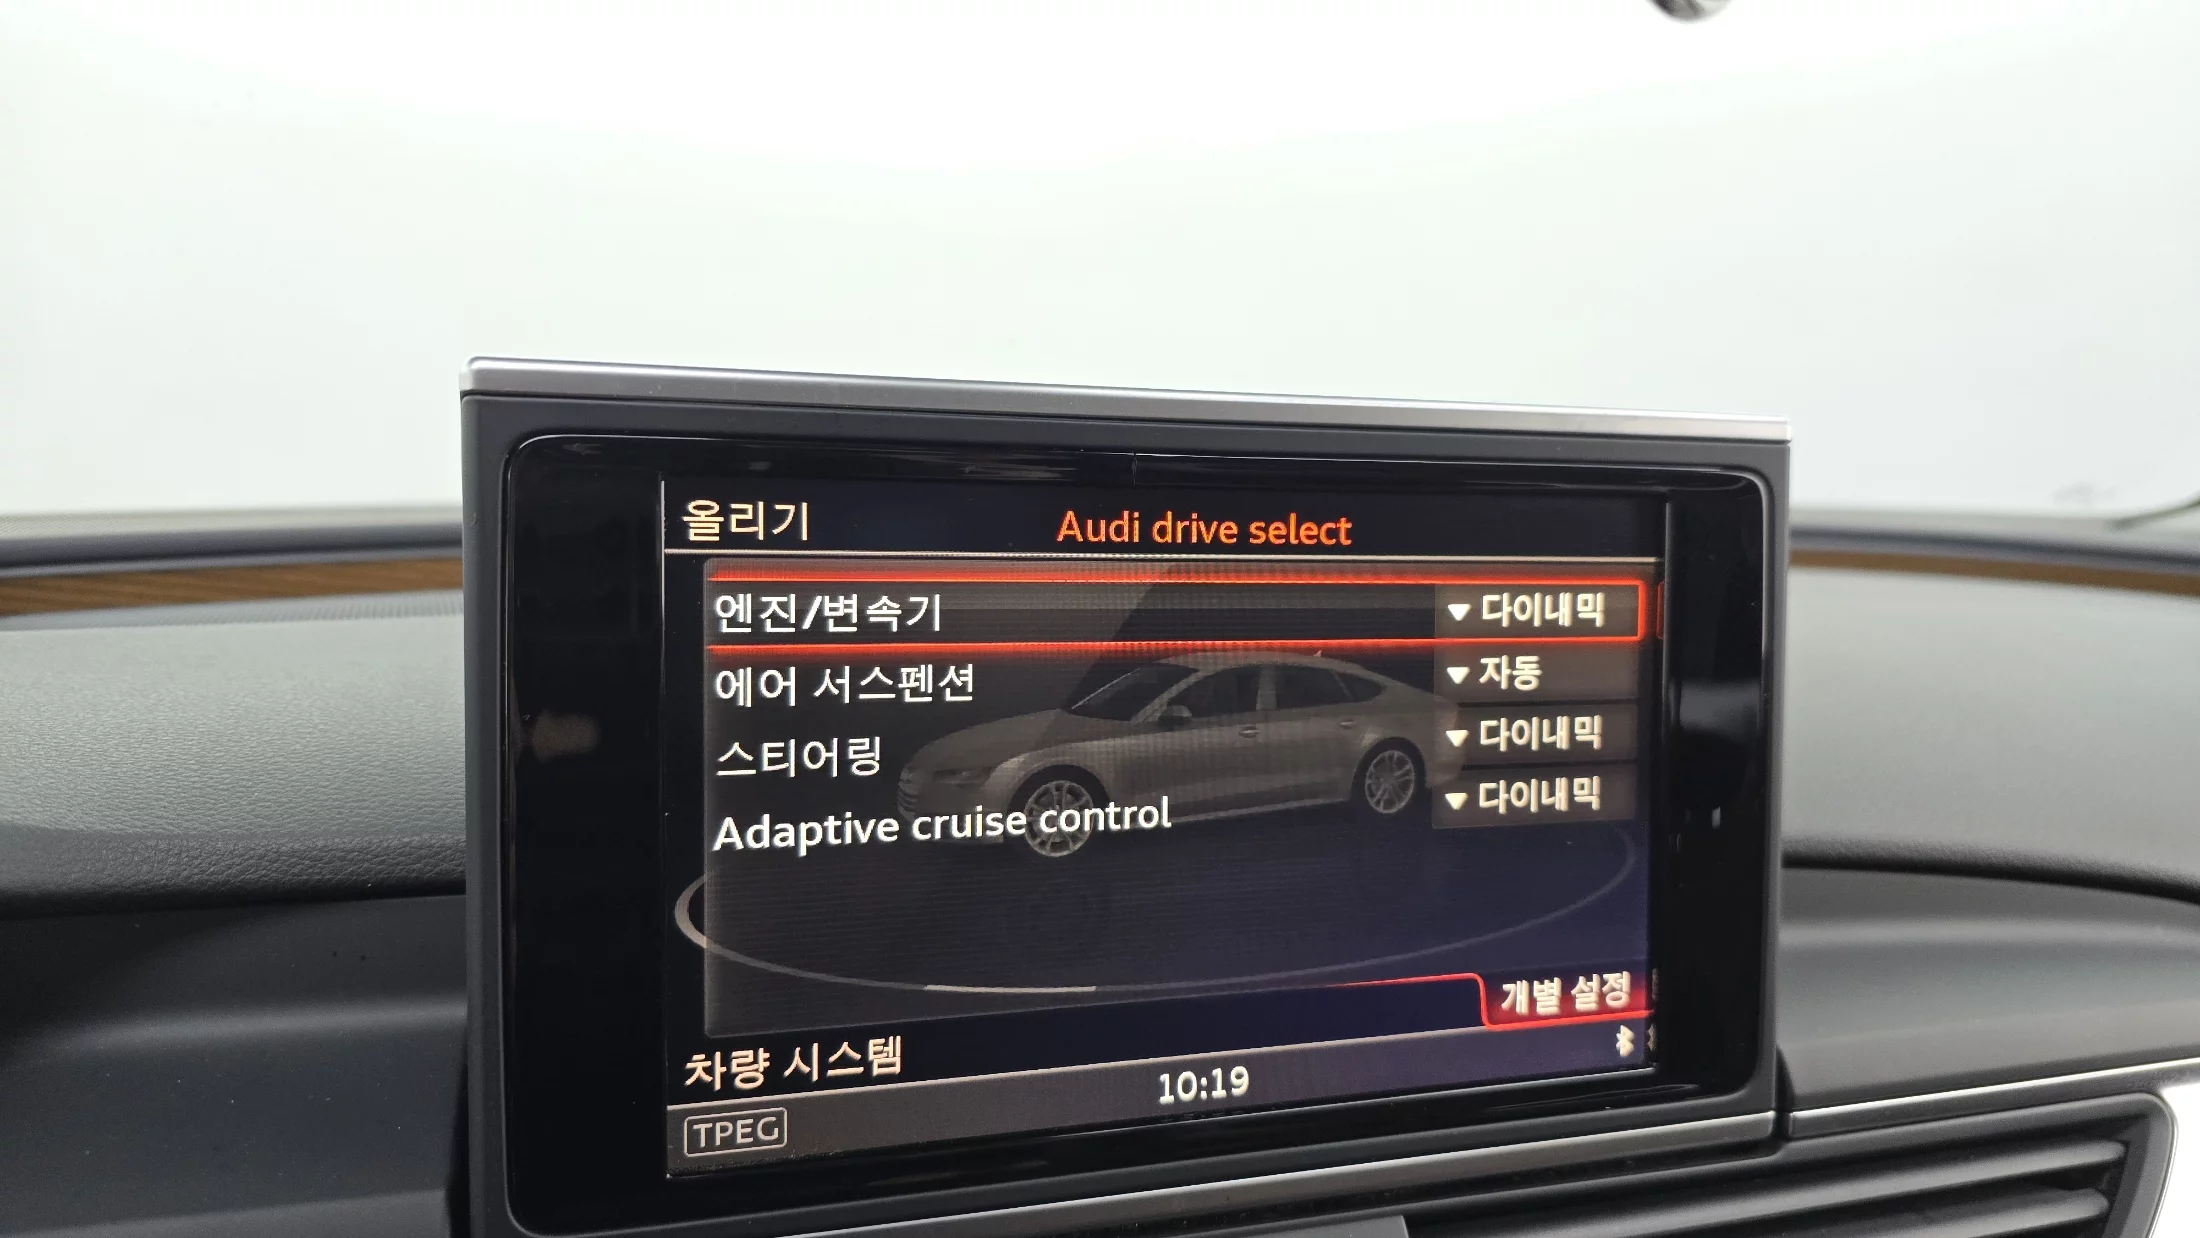 올리기
Audi drive select
엔진/변속기 ▼ 다이내믹
에어 서스펜션 ▼ 자동
스티어링 ▼ 다이내믹
Adaptive cruise control ▼ 다이내믹
개별 설정
차량 시스템
10:19
TPEG